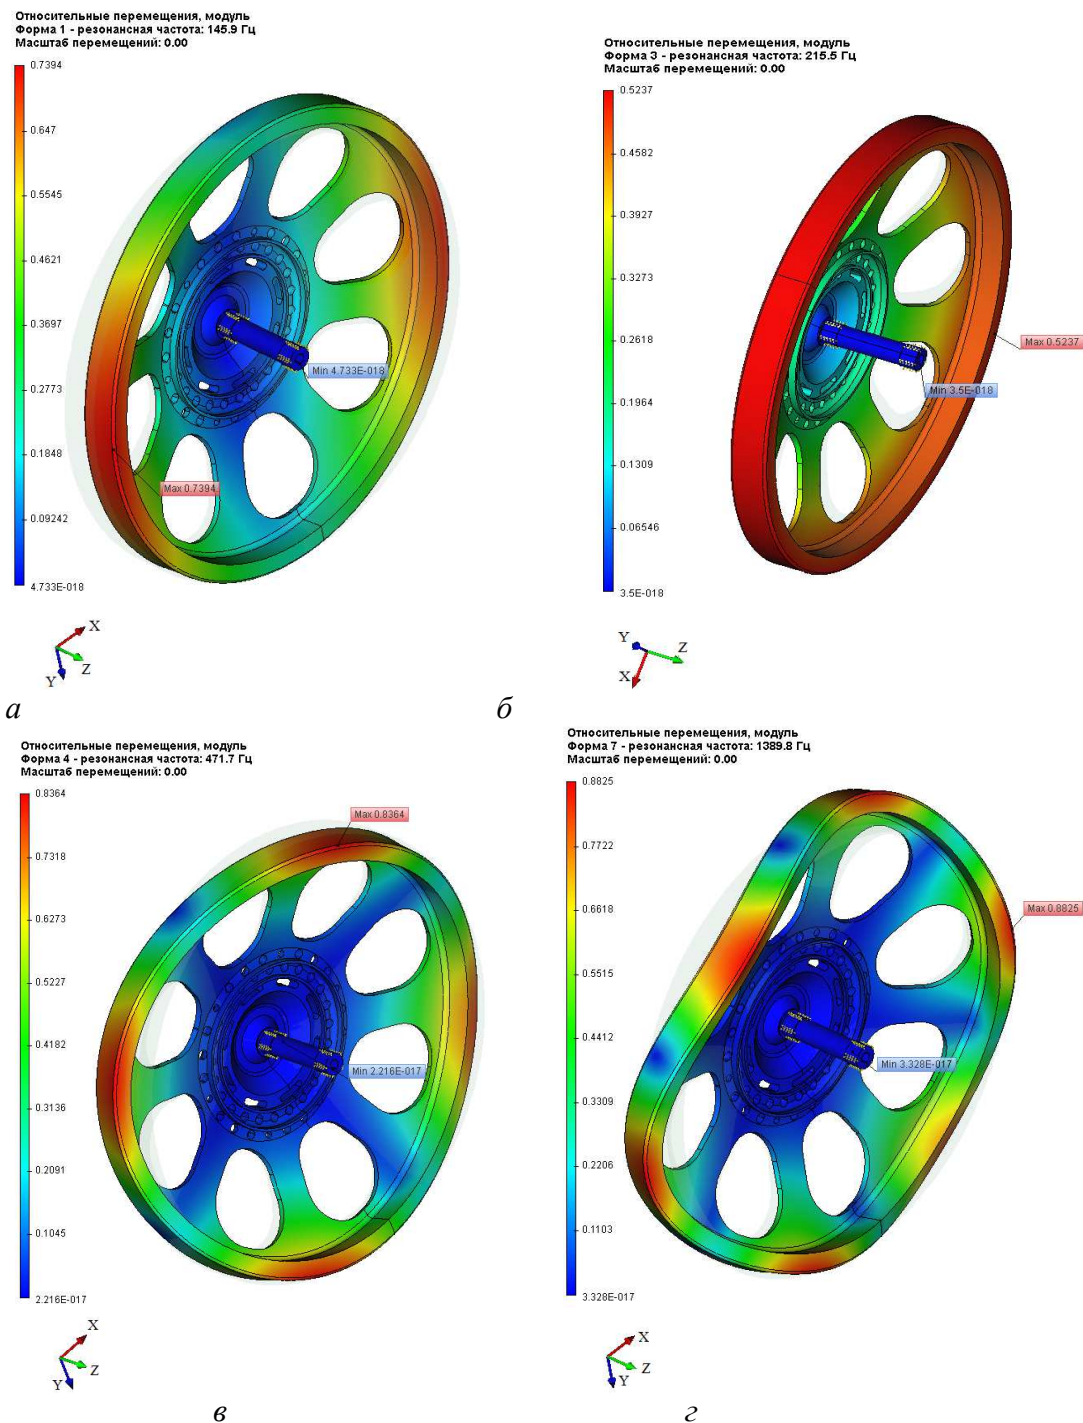 Относительные перемещения, модуль
Форма 1 - резонансная частота: 145.9 Гц
Масштаб перемещений: 0.00
0.7394
0.647
0.5545
0.4621
0.3697
0.2773
0.1848
0.09242
4.733E-018
Min 4.733E-018
Max 0.7394
X
Z
Y
а
Относительные перемещения, модуль
Форма 3 - резонансная частота: 215.5 Гц
Масштаб перемещений: 0.00
0.5237
0.4582
0.3927
0.3273
0.2618
0.1964
0.1309
0.06546
3.5E-018
Max 0.5237
Min 3.5E-018
Y
Z
X
б
Относительные перемещения, модуль
Форма 4 - резонансная частота: 471.7 Гц
Масштаб перемещений: 0.00
0.8364
0.7318
0.6273
0.5227
0.4182
0.3136
0.2091
0.1045
2.216E-017
Max 0.8364
Min 2.216E-017
X
Z
Y
в
Относительные перемещения, модуль
Форма 7 - резонансная частота: 1389.8 Гц
Масштаб перемещений: 0.00
0.8825
0.7722
0.6618
0.5515
0.4412
0.3309
0.2206
0.1103
3.328E-017
Max 0.8825
Min 3.328E-017
X
Z
Y
г